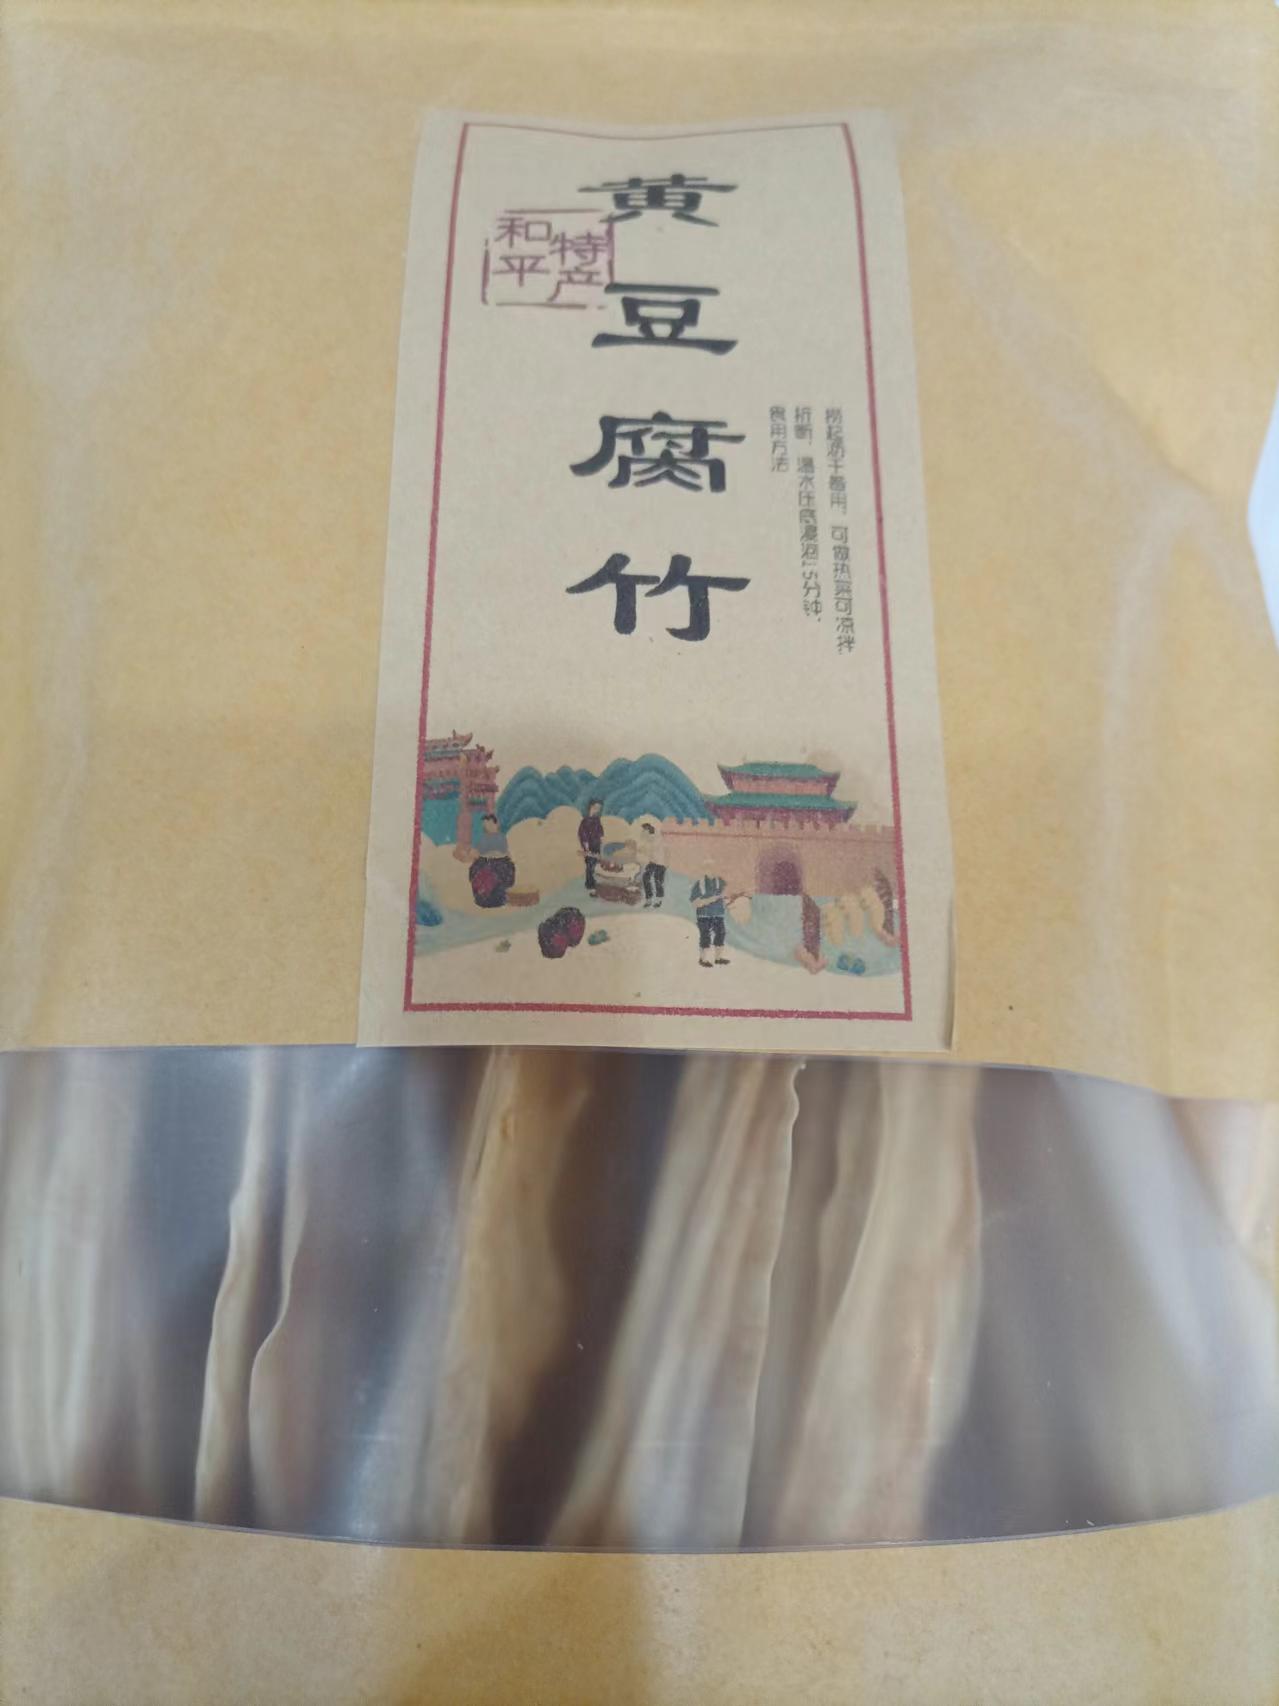 黄豆腐竹
和平
特产
食用方法
折断,温水压底浸泡15分钟,
捞起沥干备用,可做热菜可凉拌.